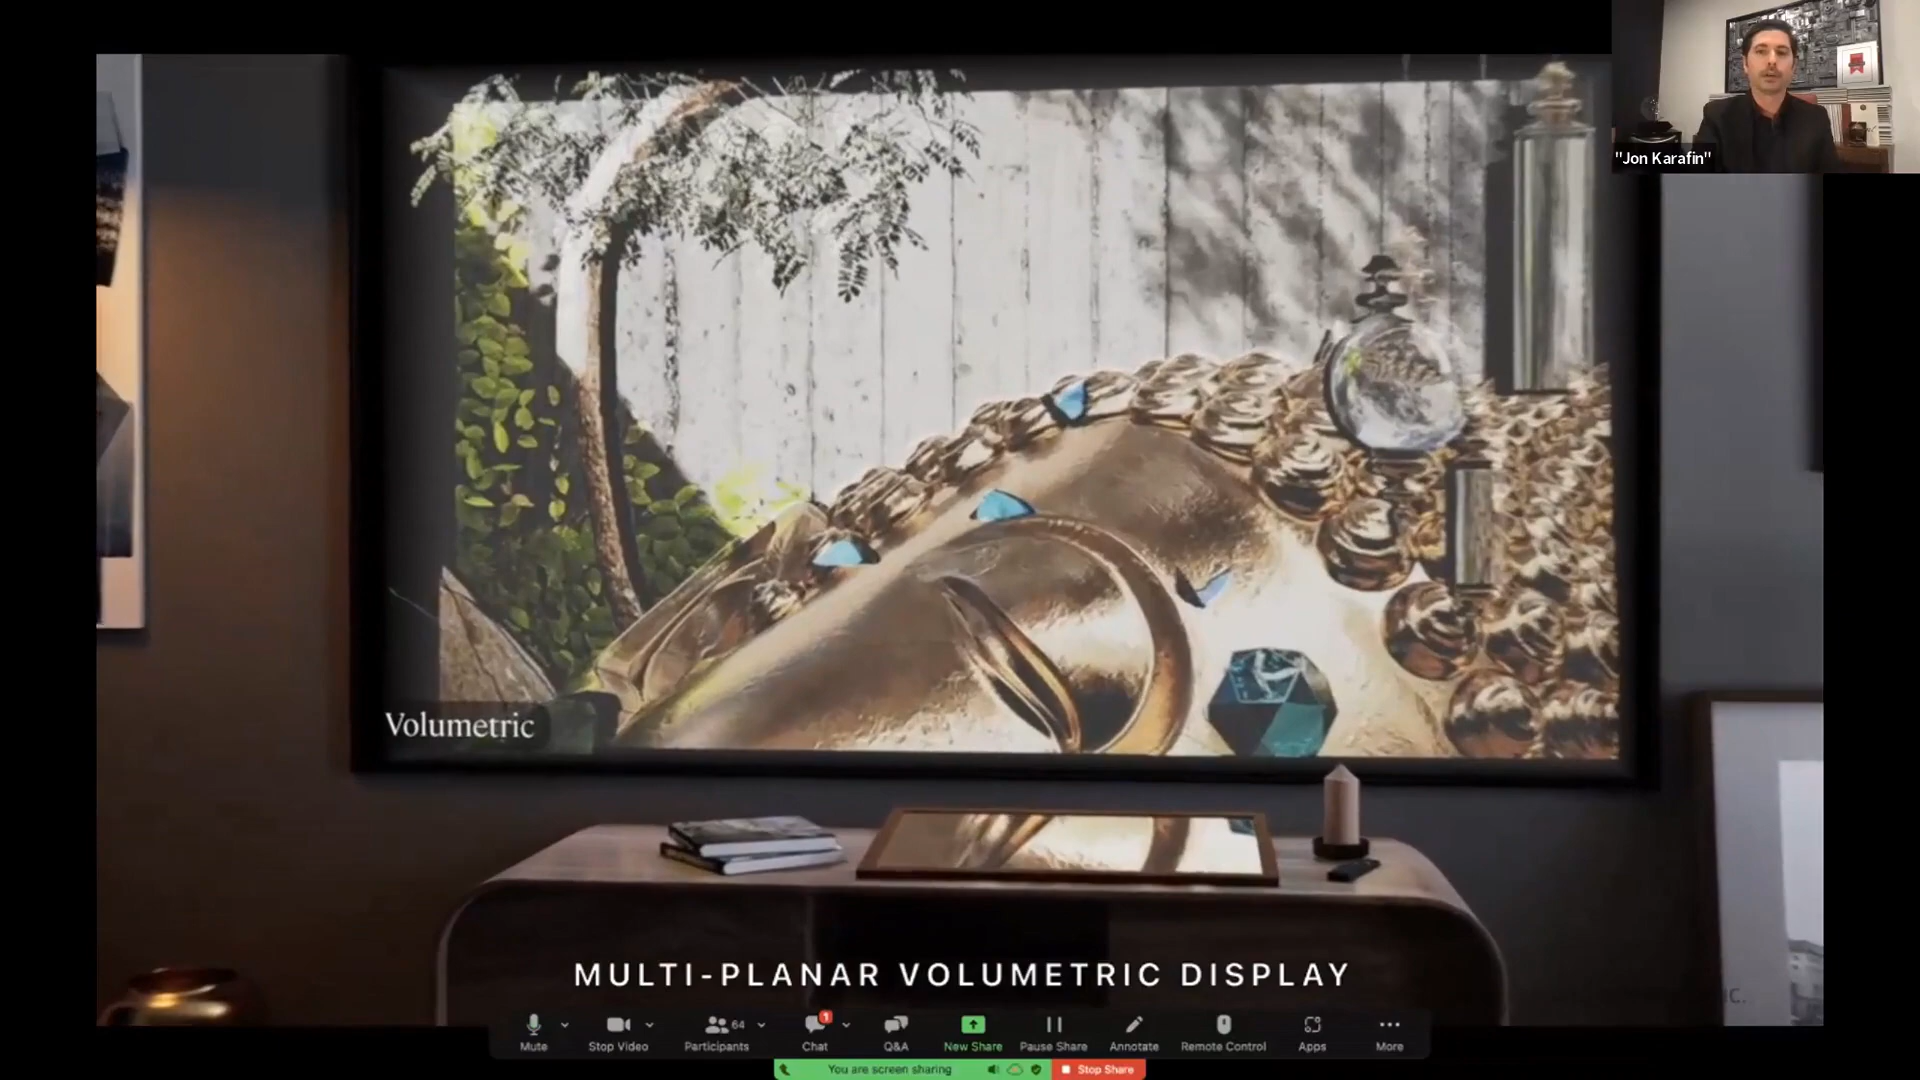 "Jon Karafin"
Volumetric
MULTI-PLANAR VOLUMETRIC DISPLAY
Mute
Stop Video
64
Participants
1
Chat
Q&A
New Share
Pause Share
Annotate
Remote Control
Apps
More
You are screen sharing
Stop Share